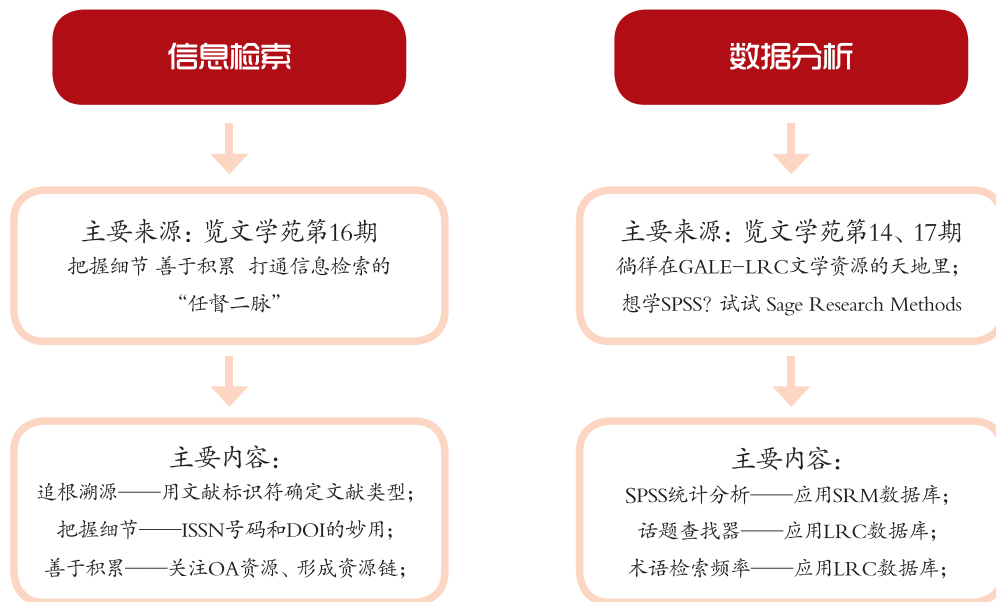 信息检索
主要来源：览文学苑第16期
把握细节 善于积累 打通信息检索的
“任督二脉”
主要内容：
追根溯源——用文献标识符确定文献类型；
把握细节——ISSN号码和DOI的妙用；
善于积累——关注OA资源、形成资源链；
数据分析
主要来源：览文学苑第14、17期
徜徉在GALE-LRC文学资源的天地里；
想学SPSS？试试 Sage Research Methods
主要内容：
SPSS统计分析——应用SRM数据库；
话题查找器——应用LRC数据库；
术语检索频率——应用LRC数据库；